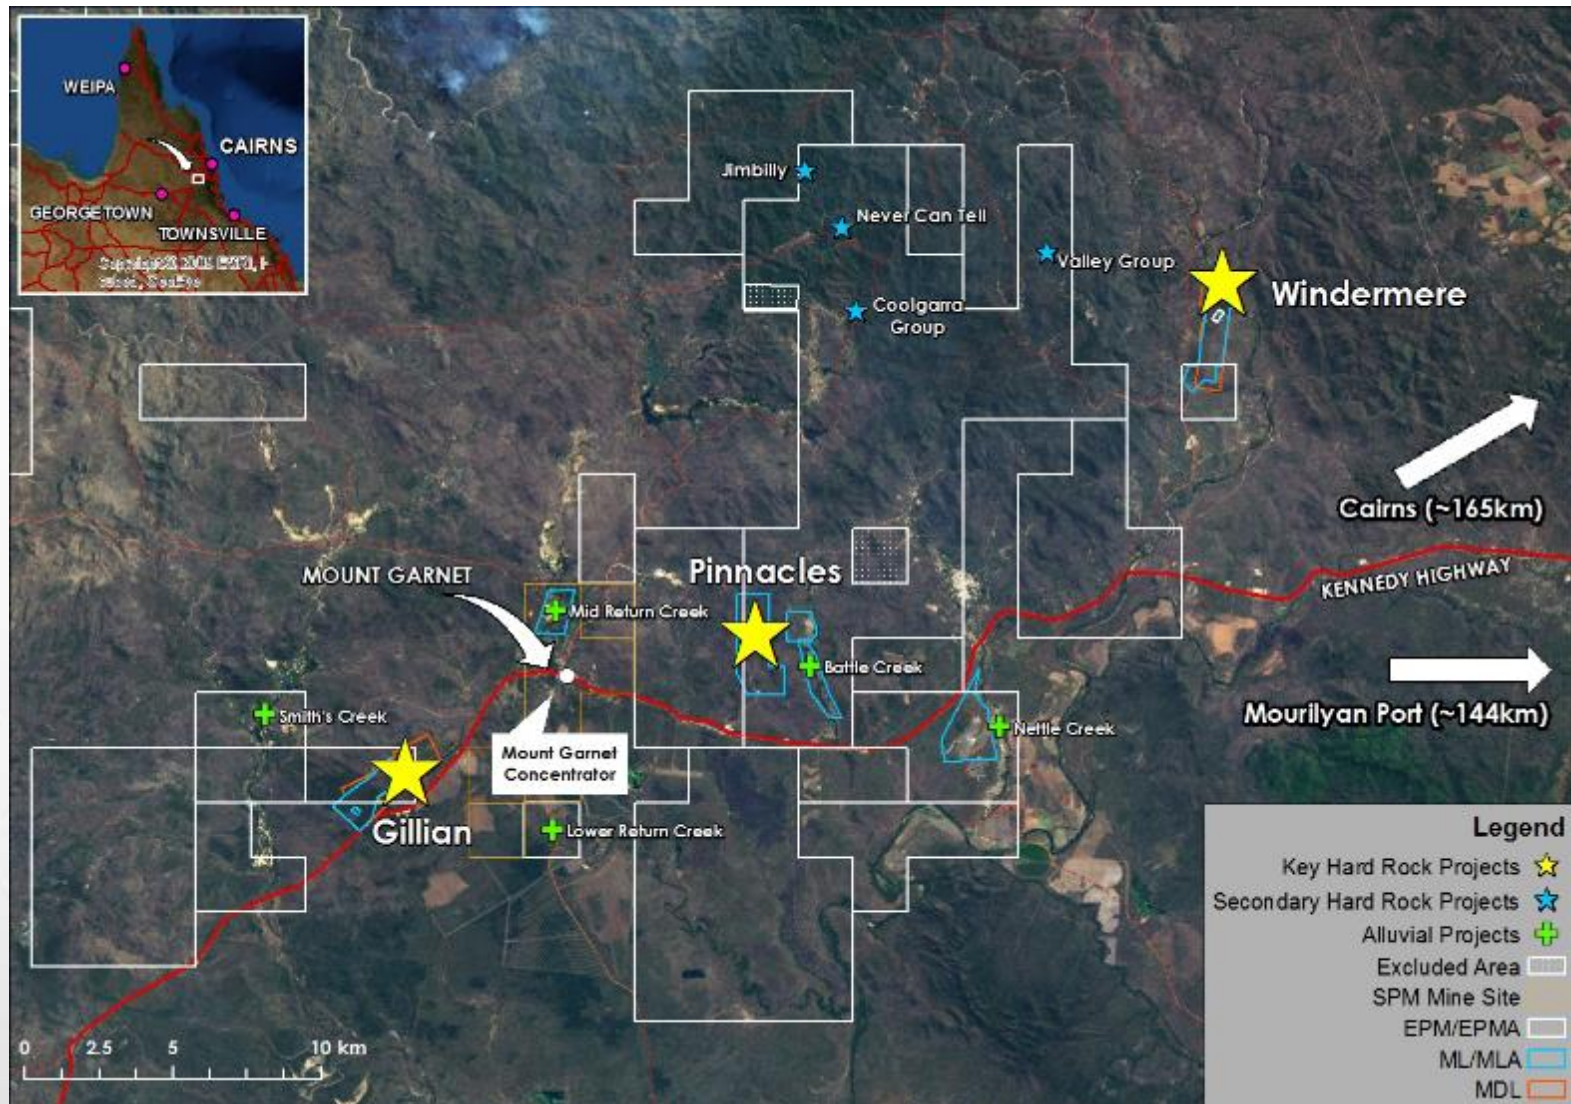 WEIPA
CAIRNS
GEORGETOWN
TOWNSVILLE
Jimbilly
Never Can Tell
Valley Group
Windermere
Coolgarra
Group
Cairns (~165km)
MOUNT GARNET
Pinnacles
KENNEDY HIGHWAY
Mid Return Creek
Battle Creek
Mourilyan Port (~144km)
Smith's Creek
Nettle Creek
Mount Garnet
Concentrator
Gillian
Lower Return Creek
Legend
Key Hard Rock Projects
Secondary Hard Rock Projects
Alluvial Projects
Excluded Area
SPM Mine Site
EPM/EPMA
ML/MLA
MDL
0 2.5 5 10 km